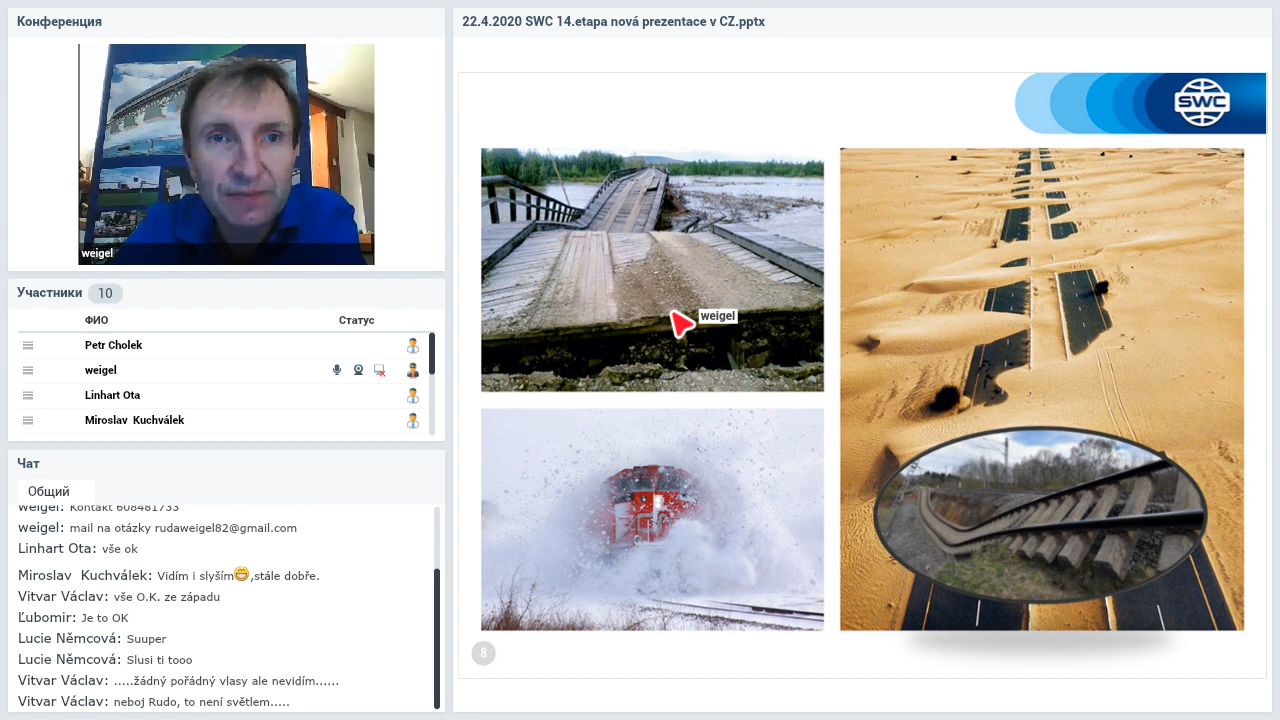 Конференция
weigel
Участники 10
ФИО Статус
Petr Cholek
weigel
Linhart Ota
Miroslav Kuchválek
Чат
Общий
weigel: Kontakt 608481733
weigel: mail na otázky rudaweigel82@gmail.com
Linhart Ota: vše ok
Miroslav Kuchválek: Vidím i slyším😁,stále dobře.
Vitvar Václav: vše O.K. ze západu
Ľubomir: Je to OK
Lucie Němcová: Suuper
Lucie Němcová: Slusi ti tooo
Vitvar Václav: .....žádný pořádný vlasy ale nevidím......
Vitvar Václav: neboj Rudo, to není světlem.....
22.4.2020 SWC 14.etapa nová prezentace v CZ.pptx
SWC
weigel
8